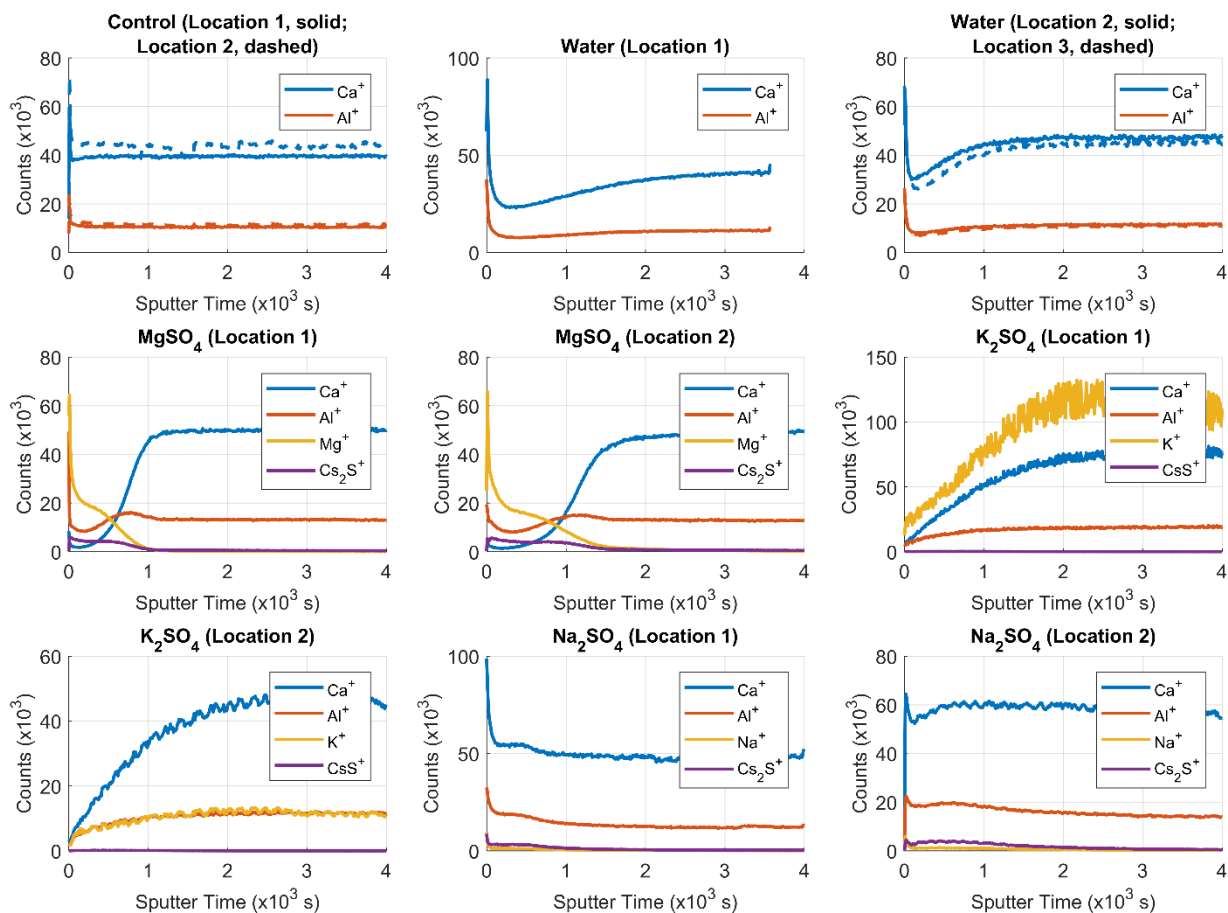 Control (Location 1, solid;
Location 2, dashed)
80
60
40
20
0
Counts (x10³)
Ca⁺
Al⁺
0 1 2 3 4
Sputter Time (x10³ s)
Water (Location 1)
100
50
0
Counts (x10³)
Ca⁺
Al⁺
0 1 2 3 4
Sputter Time (x10³ s)
Water (Location 2, solid;
Location 3, dashed)
80
60
40
20
0
Counts (x10³)
Ca⁺
Al⁺
0 1 2 3 4
Sputter Time (x10³ s)
MgSO₄ (Location 1)
80
60
40
20
0
Counts (x10³)
Ca⁺
Al⁺
Mg⁺
Cs₂S⁺
0 1 2 3 4
Sputter Time (x10³ s)
MgSO₄ (Location 2)
80
60
40
20
0
Counts (x10³)
Ca⁺
Al⁺
Mg⁺
Cs₂S⁺
0 1 2 3 4
Sputter Time (x10³ s)
K₂SO₄ (Location 1)
150
100
50
0
Counts (x10³)
Ca⁺
Al⁺
K⁺
CsS⁺
0 1 2 3 4
Sputter Time (x10³ s)
K₂SO₄ (Location 2)
60
40
20
0
Counts (x10³)
Ca⁺
Al⁺
K⁺
CsS⁺
0 1 2 3 4
Sputter Time (x10³ s)
Na₂SO₄ (Location 1)
100
50
0
Counts (x10³)
Ca⁺
Al⁺
Na⁺
Cs₂S⁺
0 1 2 3 4
Sputter Time (x10³ s)
Na₂SO₄ (Location 2)
80
60
40
20
0
Counts (x10³)
Ca⁺
Al⁺
Na⁺
Cs₂S⁺
0 1 2 3 4
Sputter Time (x10³ s)